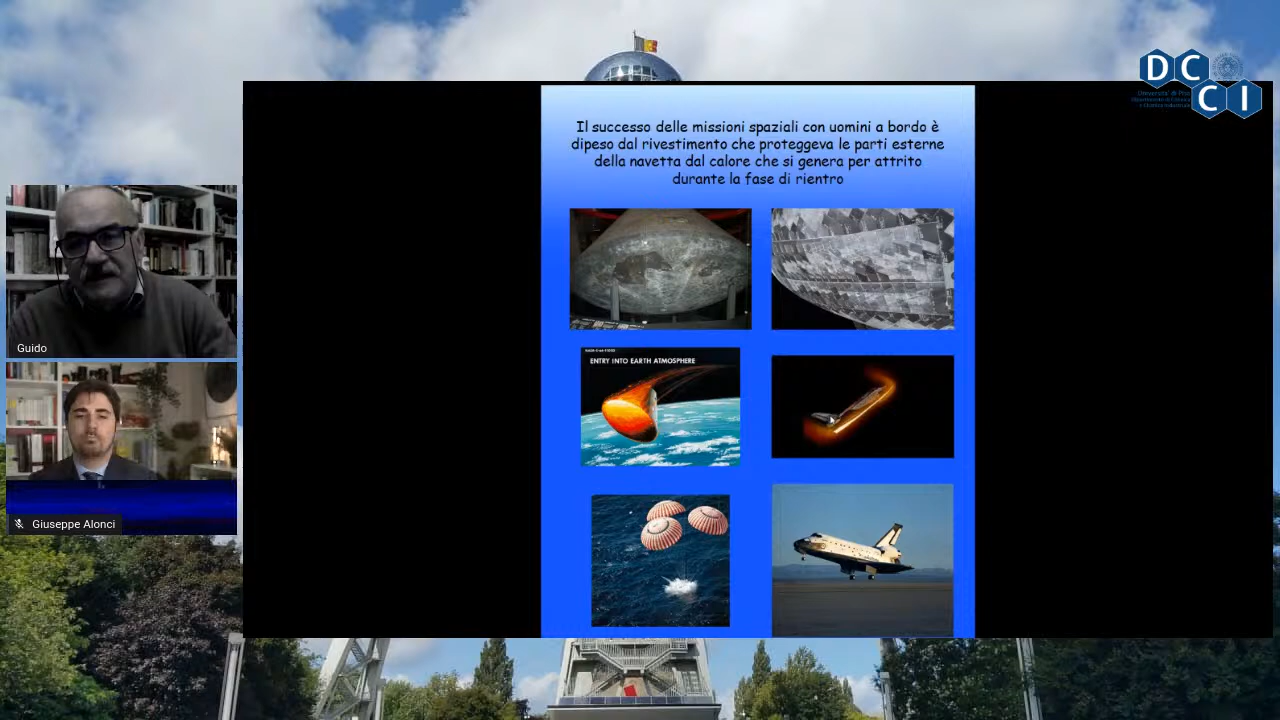 DC
CI
Il successo delle missioni spaziali con uomini a bordo è
dipeso dal rivestimento che proteggeva le parti esterne
della navetta dal calore che si genera per attrito
durante la fase di rientro
ENTRY INTO EARTH ATMOSPHERE
Guido
Giuseppe Alonci